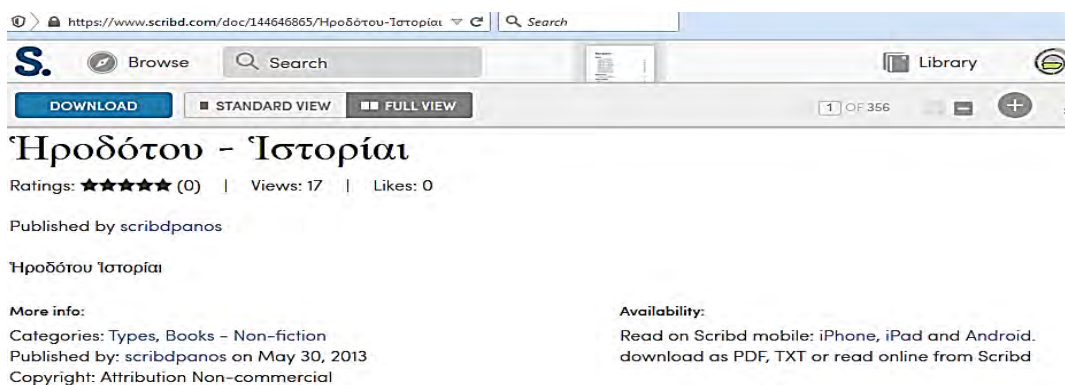 https://www.scribd.com/doc/144646865/Ηροδότου-Ἱστορίαι Search
S. Browse Search Library
DOWNLOAD STANDARD VIEW FULL VIEW 1 OF 356
Ἡροδότου - Ἱστορίαι
Ratings: ★★★★★ (0) | Views: 17 | Likes: 0
Published by scribdpanos
Ἡροδότου Ἱστορίαι
More info:
Categories: Types, Books - Non-fiction
Published by: scribdpanos on May 30, 2013
Copyright: Attribution Non-commercial
Availability:
Read on Scribd mobile: iPhone, iPad and Android.
download as PDF, TXT or read online from Scribd